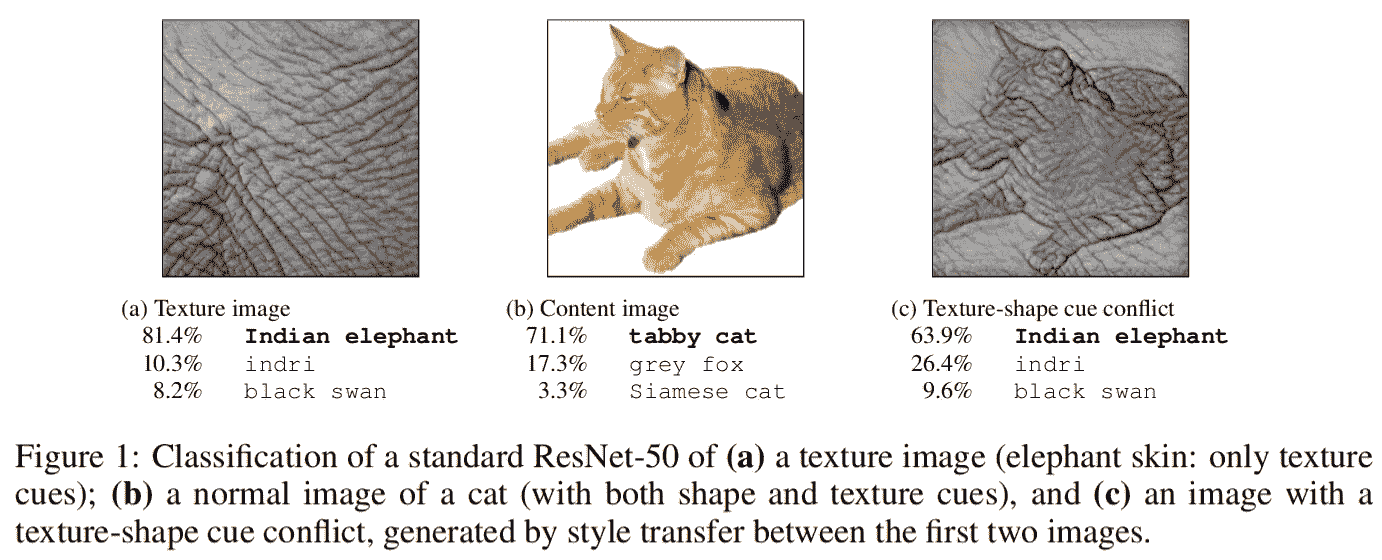 (a) Texture image
81.4% Indian elephant
10.3% indri
8.2% black swan
(b) Content image
71.1% tabby cat
17.3% grey fox
3.3% Siamese cat
(c) Texture-shape cue conflict
63.9% Indian elephant
26.4% indri
9.6% black swan
Figure 1: Classification of a standard ResNet-50 of (a) a texture image (elephant skin: only texture
cues); (b) a normal image of a cat (with both shape and texture cues), and (c) an image with a
texture-shape cue conflict, generated by style transfer between the first two images.